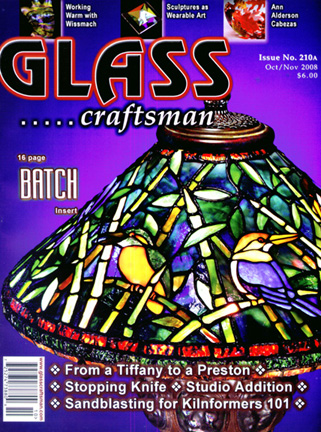 Working
Warm with
Wissmach
Sculptures as
Wearable Art
Ann
Alderson
Cabezas
GLASS
Issue No. 210A
Oct/Nov 2008
$6.00
.....craftsman
16 page
BATCH
Insert
❖ From a Tiffany to a Preston ❖
❖ Stopping Knife ❖ Studio Addition ❖
❖ Sandblasting for Kilnformers 101 ❖